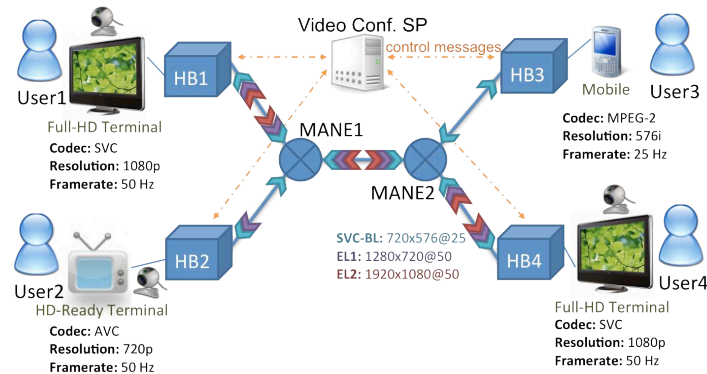 Video Conf. SP
control messages
User1
HB1
Full-HD Terminal
Codec: SVC
Resolution: 1080p
Framerate: 50 Hz
HB3
Mobile
User3
Codec: MPEG-2
Resolution: 576i
Framerate: 25 Hz
MANE1
MANE2
User2
HB2
HD-Ready Terminal
Codec: AVC
Resolution: 720p
Framerate: 50 Hz
SVC-BL: 720x576@25
EL1: 1280x720@50
EL2: 1920x1080@50
HB4
User4
Full-HD Terminal
Codec: SVC
Resolution: 1080p
Framerate: 50 Hz